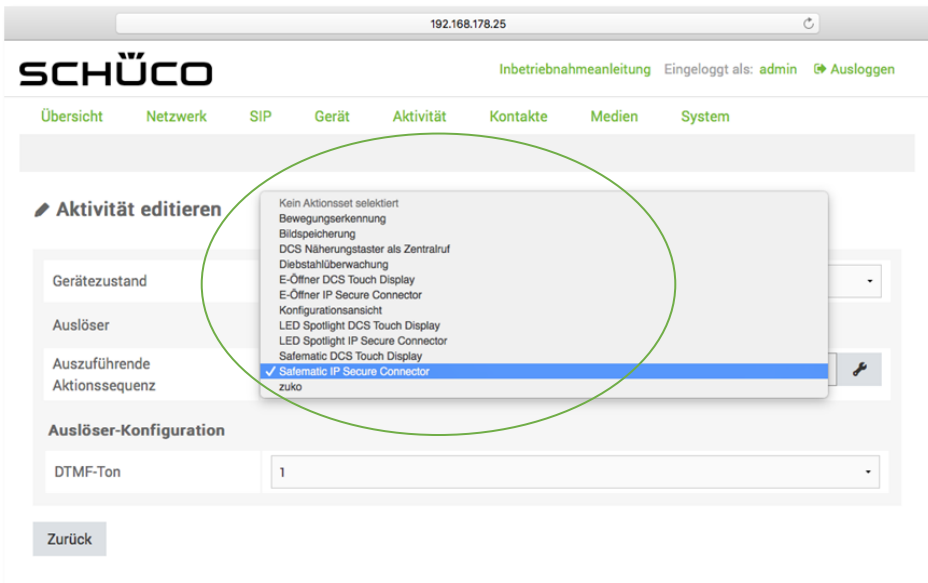 192.168.178.25
SCHÜCO
Inbetriebnahmeanleitung Eingeloggt als: admin Ausloggen
Übersicht Netzwerk SIP Gerät Aktivität Kontakte Medien System
Aktivität editieren
Kein Aktionsset selektiert
Bewegungserkennung
Bildspeicherung
DCS Näherungstaster als Zentralruf
Diebstahlüberwachung
E-Öffner DCS Touch Display
E-Öffner IP Secure Connector
Konfigurationsansicht
LED Spotlight DCS Touch Display
LED Spotlight IP Secure Connector
Safematic DCS Touch Display
✓ Safematic IP Secure Connector
zuko
Gerätezustand
Auslöser
Auszuführende
Aktionssequenz
Auslöser-Konfiguration
DTMF-Ton 1
Zurück